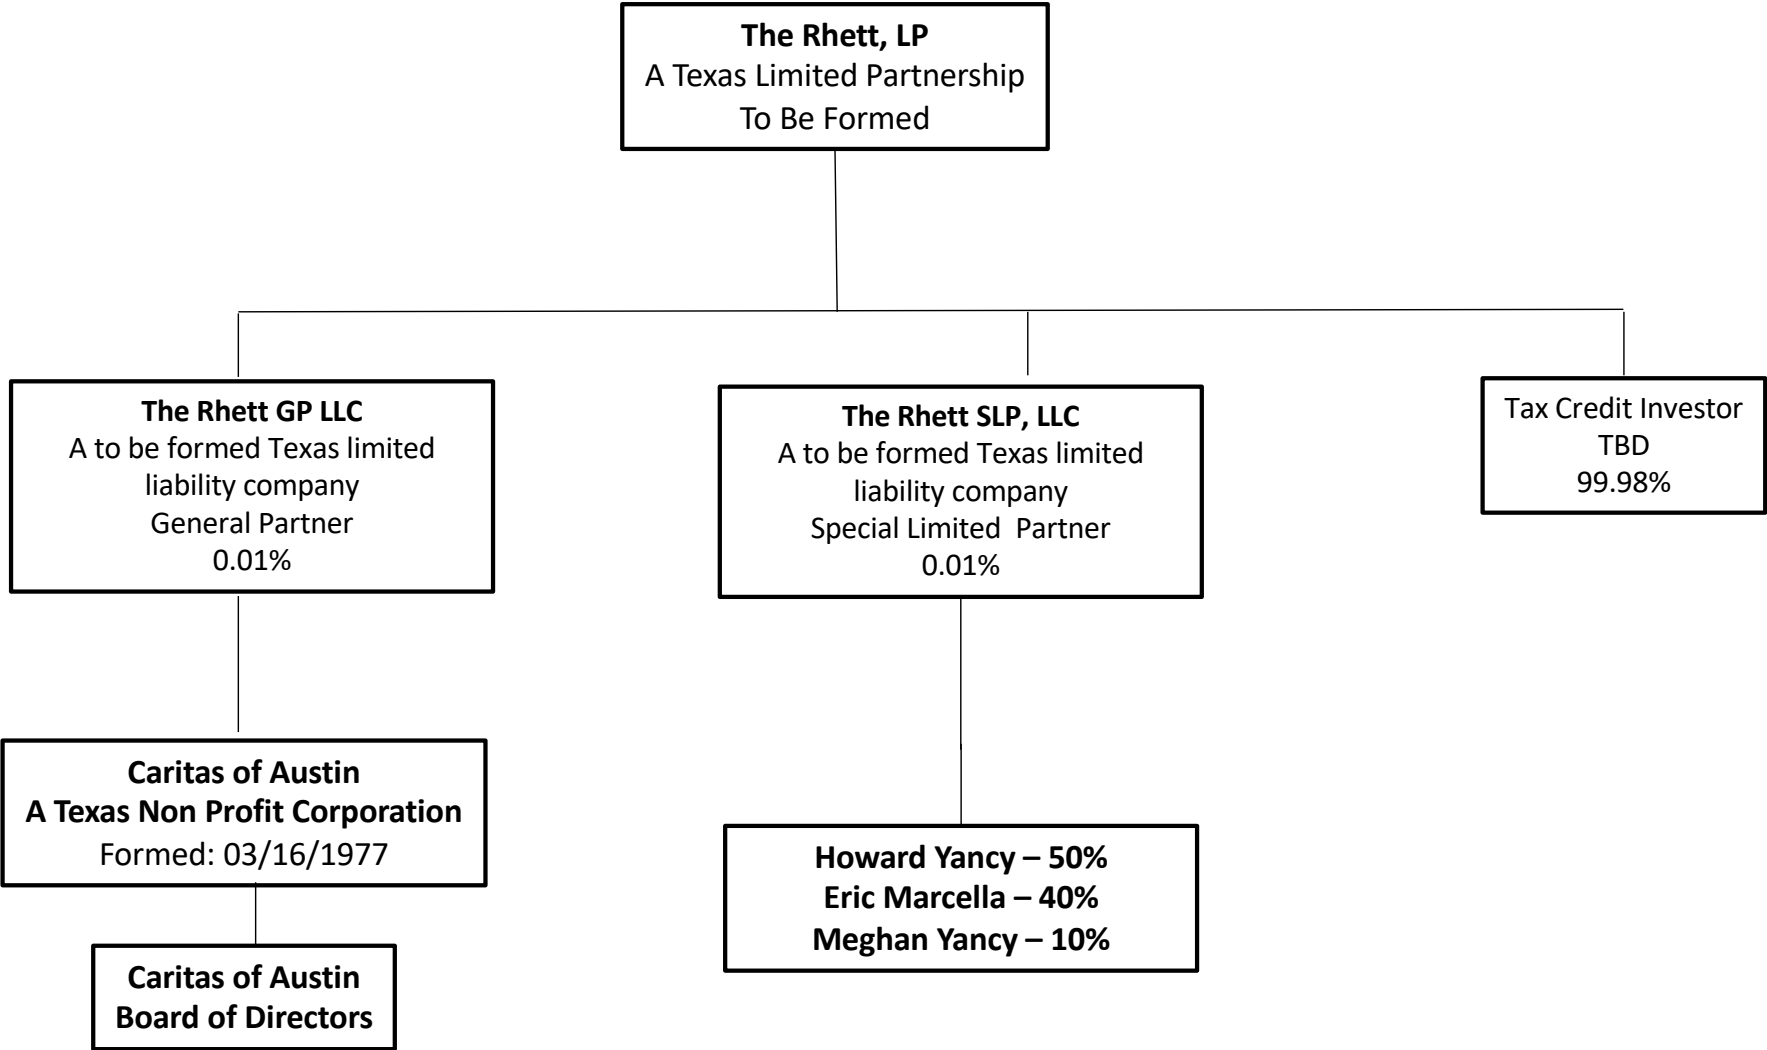 The Rhett, LP
A Texas Limited Partnership
To Be Formed
The Rhett GP LLC
A to be formed Texas limited
liability company
General Partner
0.01%
The Rhett SLP, LLC
A to be formed Texas limited
liability company
Special Limited  Partner
0.01%
Tax Credit Investor
TBD
99.98%
Caritas of Austin
A Texas Non Profit Corporation
Formed: 03/16/1977
Howard Yancy – 50%
Eric Marcella – 40%
Meghan Yancy – 10%
Caritas of Austin
Board of Directors